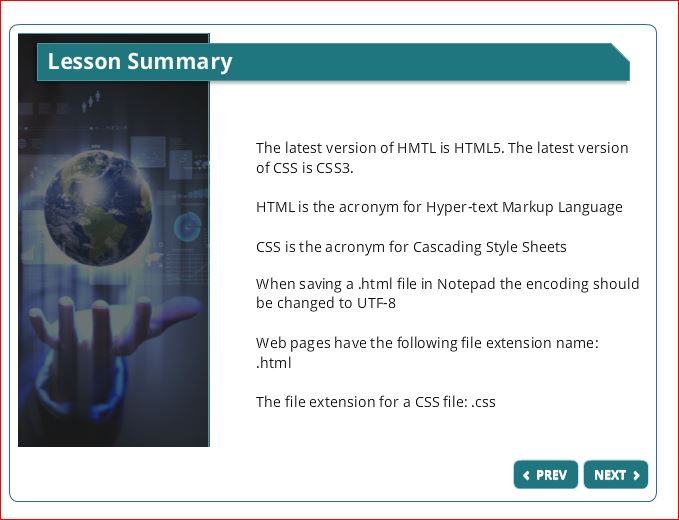 Lesson Summary
The latest version of HMTL is HTML5. The latest version
of CSS is CSS3.
HTML is the acronym for Hyper-text Markup Language
CSS is the acronym for Cascading Style Sheets
When saving a .html file in Notepad the encoding should
be changed to UTF-8
Web pages have the following file extension name:
.html
The file extension for a CSS file: .css
PREV
NEXT